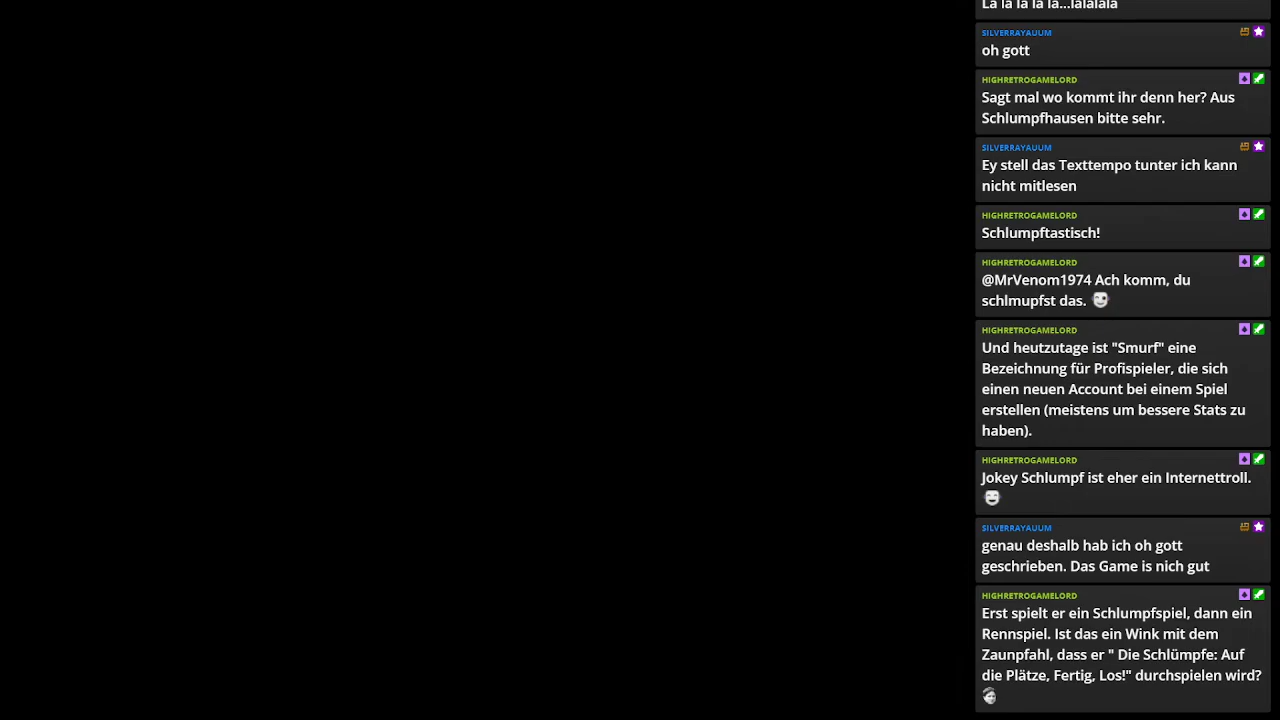 La la la la la...lalalala
SILVERRAYAUUM
oh gott
HIGHRETROGAMELORD
Sagt mal wo kommt ihr denn her? Aus
Schlumpfhausen bitte sehr.
SILVERRAYAUUM
Ey stell das Texttempo tunter ich kann
nicht mitlesen
HIGHRETROGAMELORD
Schlumpftastisch!
HIGHRETROGAMELORD
@MrVenom1974 Ach komm, du
schlmupfst das.
HIGHRETROGAMELORD
Und heutzutage ist "Smurf" eine
Bezeichnung für Profispieler, die sich
einen neuen Account bei einem Spiel
erstellen (meistens um bessere Stats zu
haben).
HIGHRETROGAMELORD
Jokey Schlumpf ist eher ein Internettroll.
SILVERRAYAUUM
genau deshalb hab ich oh gott
geschrieben. Das Game is nich gut
HIGHRETROGAMELORD
Erst spielt er ein Schlumpfspiel, dann ein
Rennspiel. Ist das ein Wink mit dem
Zaunpfahl, dass er " Die Schlümpfe: Auf
die Plätze, Fertig, Los!" durchspielen wird?